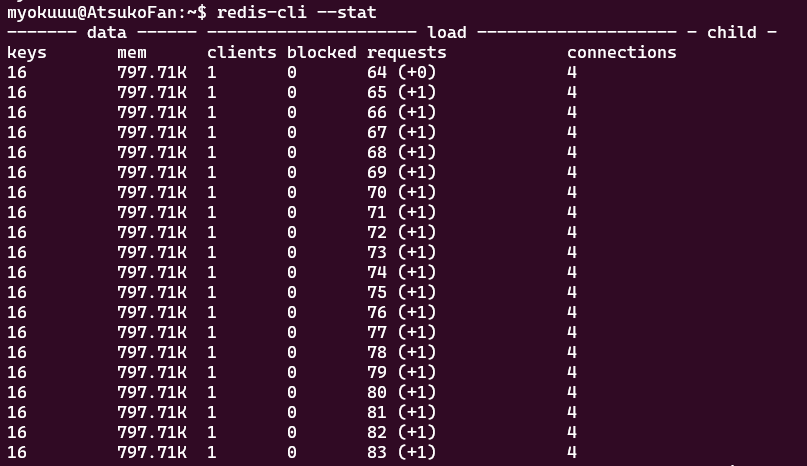 myokuuu@AtsukoFan:~$ redis-cli --stat
------- data ------ --------------------- load -------------------- - child -
keys       mem      clients blocked requests            connections
16         797.71K  1       0       64 (+0)             4
16         797.71K  1       0       65 (+1)             4
16         797.71K  1       0       66 (+1)             4
16         797.71K  1       0       67 (+1)             4
16         797.71K  1       0       68 (+1)             4
16         797.71K  1       0       69 (+1)             4
16         797.71K  1       0       70 (+1)             4
16         797.71K  1       0       71 (+1)             4
16         797.71K  1       0       72 (+1)             4
16         797.71K  1       0       73 (+1)             4
16         797.71K  1       0       74 (+1)             4
16         797.71K  1       0       75 (+1)             4
16         797.71K  1       0       76 (+1)             4
16         797.71K  1       0       77 (+1)             4
16         797.71K  1       0       78 (+1)             4
16         797.71K  1       0       79 (+1)             4
16         797.71K  1       0       80 (+1)             4
16         797.71K  1       0       81 (+1)             4
16         797.71K  1       0       82 (+1)             4
16         797.71K  1       0       83 (+1)             4